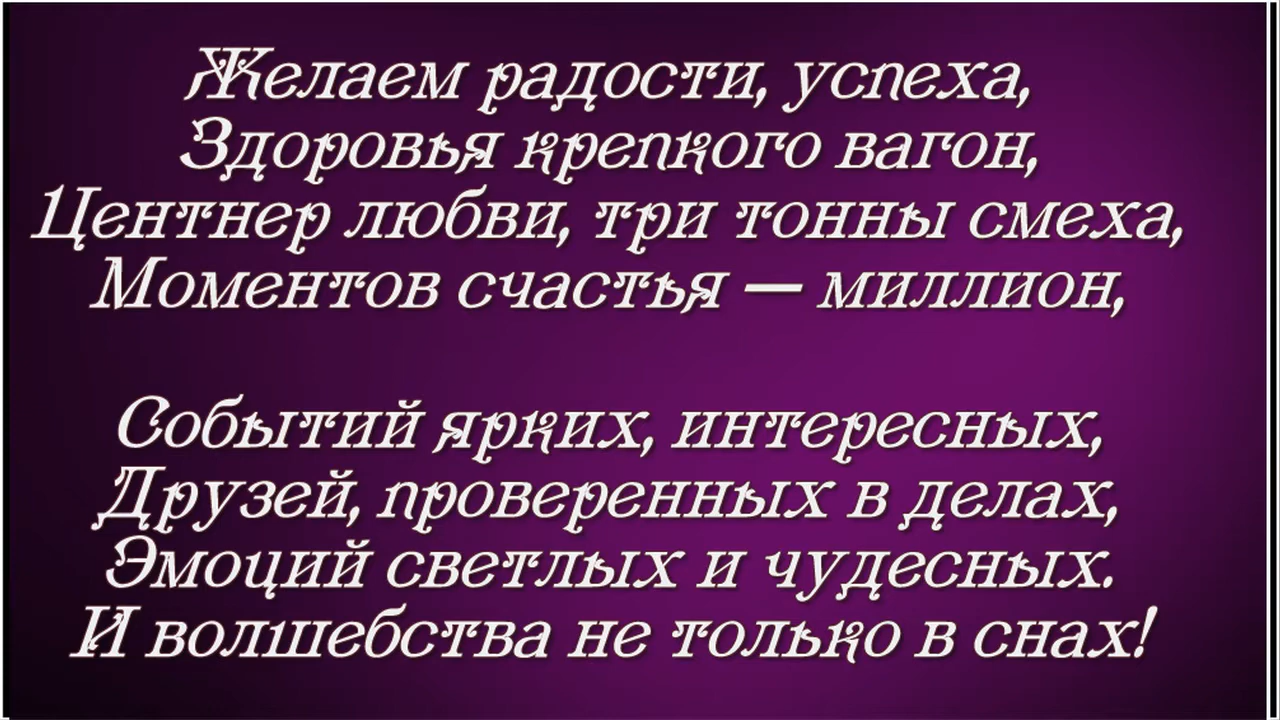 Желаем радости, успеха,
Здоровья крепкого вагон,
Центнер любви, три тонны смеха,
Моментов счастья — миллион,
Событий ярких, интересных,
Друзей, проверенных в делах,
Эмоций светлых и чудесных.
И волшебства не только в снах!